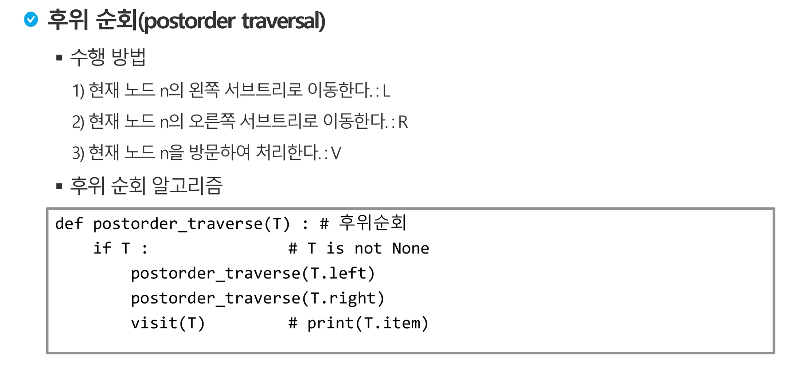 후위 순회(postorder traversal)
▪ 수행 방법
1) 현재 노드 n의 왼쪽 서브트리로 이동한다. : L
2) 현재 노드 n의 오른쪽 서브트리로 이동한다. : R
3) 현재 노드 n을 방문하여 처리한다. : V
▪ 후위 순회 알고리즘
def postorder_traverse(T) : # 후위순회
    if T :               # T is not None
        postorder_traverse(T.left)
        postorder_traverse(T.right)
        visit(T)         # print(T.item)